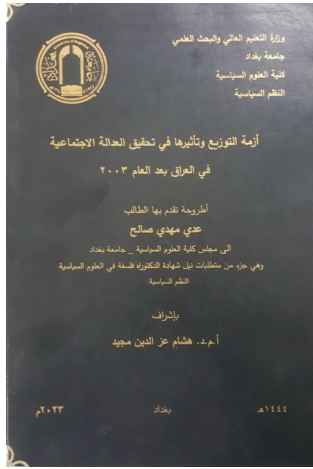 وزارة التعليم العالي والبحث العلمي
جامعة بغداد
كلية العلوم السياسية
النظم السياسية
أزمة التوزيع وتأثيرها في تحقيق العدالة الاجتماعية
في العراق بعد العام ٢٠٠٣
أطروحة تقدم بها الطالب
عدي مهدي صالح
الى مجلس كلية العلوم السياسية _ جامعة بغداد
وهي جزء من متطلبات نيل شهادة الدكتوراه فلسفة في العلوم السياسية
النظم السياسية
بإشراف
أ.م.د. هشام عز الدين مجيد
١٤٤٤هـ بغداد ٢٠٢٣م